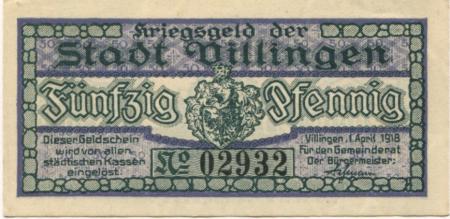 Kriegsgeld der
Stadt Villingen
Fünfzig Pfennig
Dieser Geldschein
wird von allen
städtischen Kassen
eingelöst.
No 02932
Villingen, 1. April 1918
Für den Gemeinderat
Der Bürgermeister: